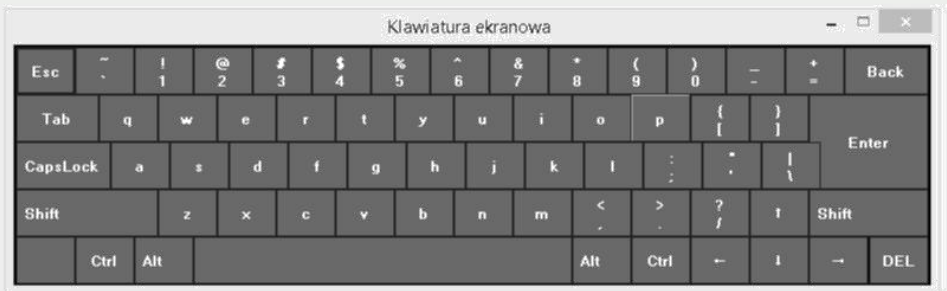 Klawiatura ekranowa
Esc ~ ! @ # $ % ^ & * ( ) _ + Back
` 1 2 3 4 5 6 7 8 9 0 - =
Tab q w e r t y u i o p { }
[ ] Enter
CapsLock a s d f g h j k l : " |
; ' \
Shift z x c v b n m < > ? ↑ Shift
, . /
Ctrl Alt Alt Ctrl ← ↓ → DEL